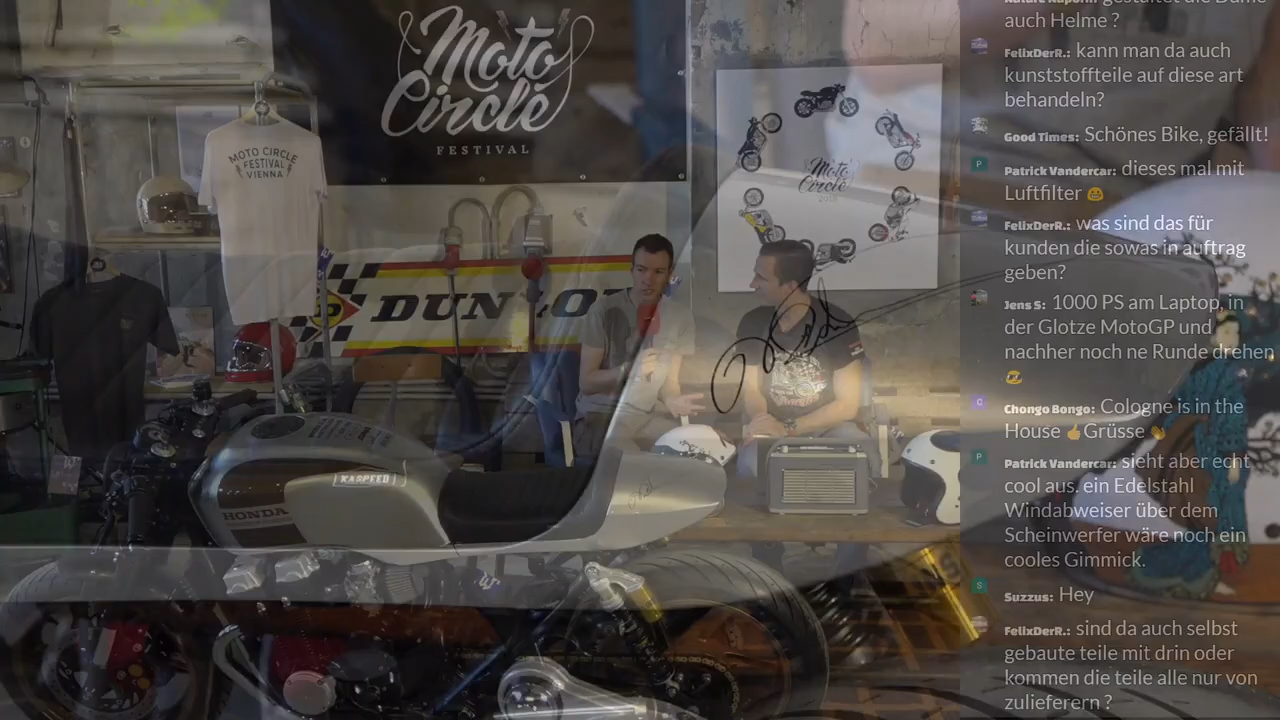 auch Helme ?
FelixDerR.: kann man da auch
kunststoffteile auf diese art
behandeln?
Good Times: Schönes Bike, gefällt!
Patrick Vandercar: dieses mal mit
Luftfilter 😄
FelixDerR.: was sind das für
kunden die sowas in auftrag
geben?
Jens S: 1000 PS am Laptop, in
der Glotze MotoGP und
nachher noch ne Runde drehen
Chongo Bongo: Cologne is in the
House 👍Grüsse 👋
Patrick Vandercar: sieht aber echt
cool aus. ein Edelstahl
Windabweiser über dem
Scheinwerfer wäre noch ein
cooles Gimmick.
Suzzus: Hey
FelixDerR.: sind da auch selbst
gebaute teile mit drin oder
kommen die teile alle nur von
zulieferern ?
Moto
Circle
FESTIVAL
MOTO CIRCLE
FESTIVAL
VIENNA
Moto
Circle
DUNLOP
KASPEED
HONDA